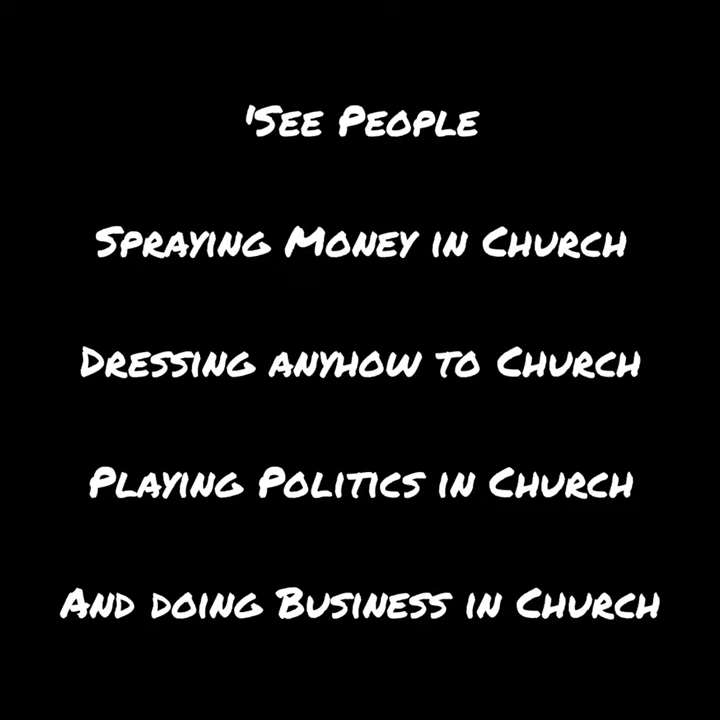 'See People
Spraying Money in Church
Dressing anyhow to Church
Playing Politics in Church
And doing Business in Church